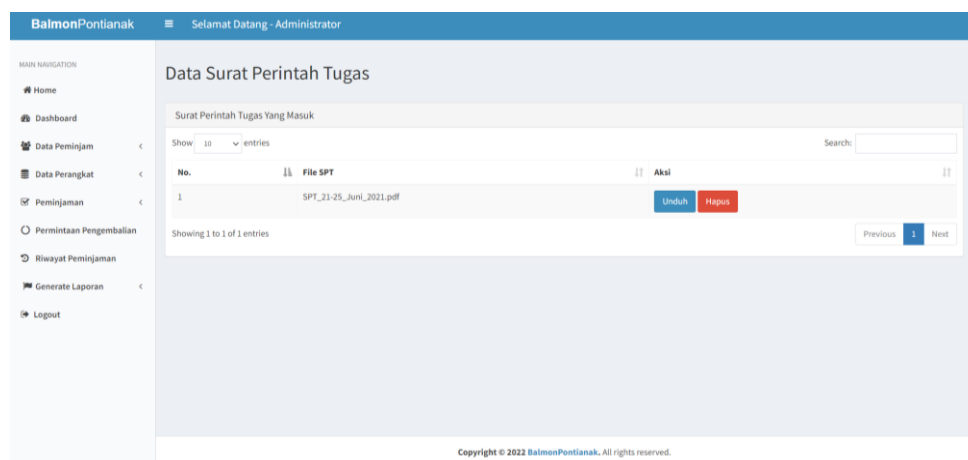 BalmonPontianak
Selamat Datang - Administrator
MAIN NAVIGATION
Home
Dashboard
Data Peminjam
Data Perangkat
Peminjaman
Permintaan Pengembalian
Riwayat Peminjaman
Generate Laporan
Logout
Data Surat Perintah Tugas
Surat Perintah Tugas Yang Masuk
Show 10 entries Search:
No. File SPT Aksi
1 SPT_21-25_Juni_2021.pdf Unduh Hapus
Showing 1 to 1 of 1 entries Previous 1 Next
Copyright © 2022 BalmonPontianak. All rights reserved.